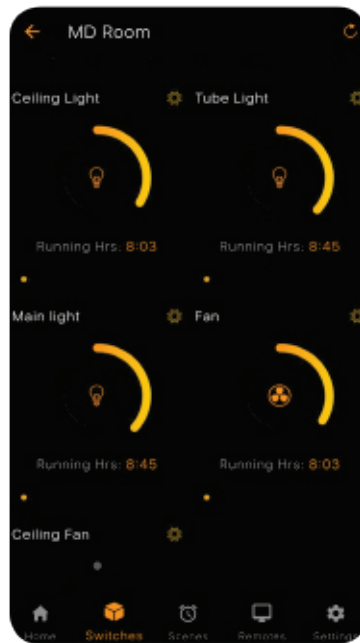 MD Room
Ceiling Light
Tube Light
Running Hrs: 8:03
Running Hrs: 8:45
Main light
Fan
Running Hrs: 8:45
Running Hrs: 8:03
Ceiling Fan
Home Switches Scenes Remotes Setting